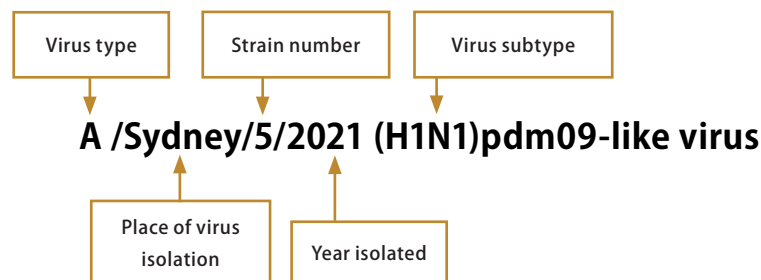 Virus type
Strain number
Virus subtype
A /Sydney/5/2021 (H1N1)pdm09-like virus
Place of virus
isolation
Year isolated